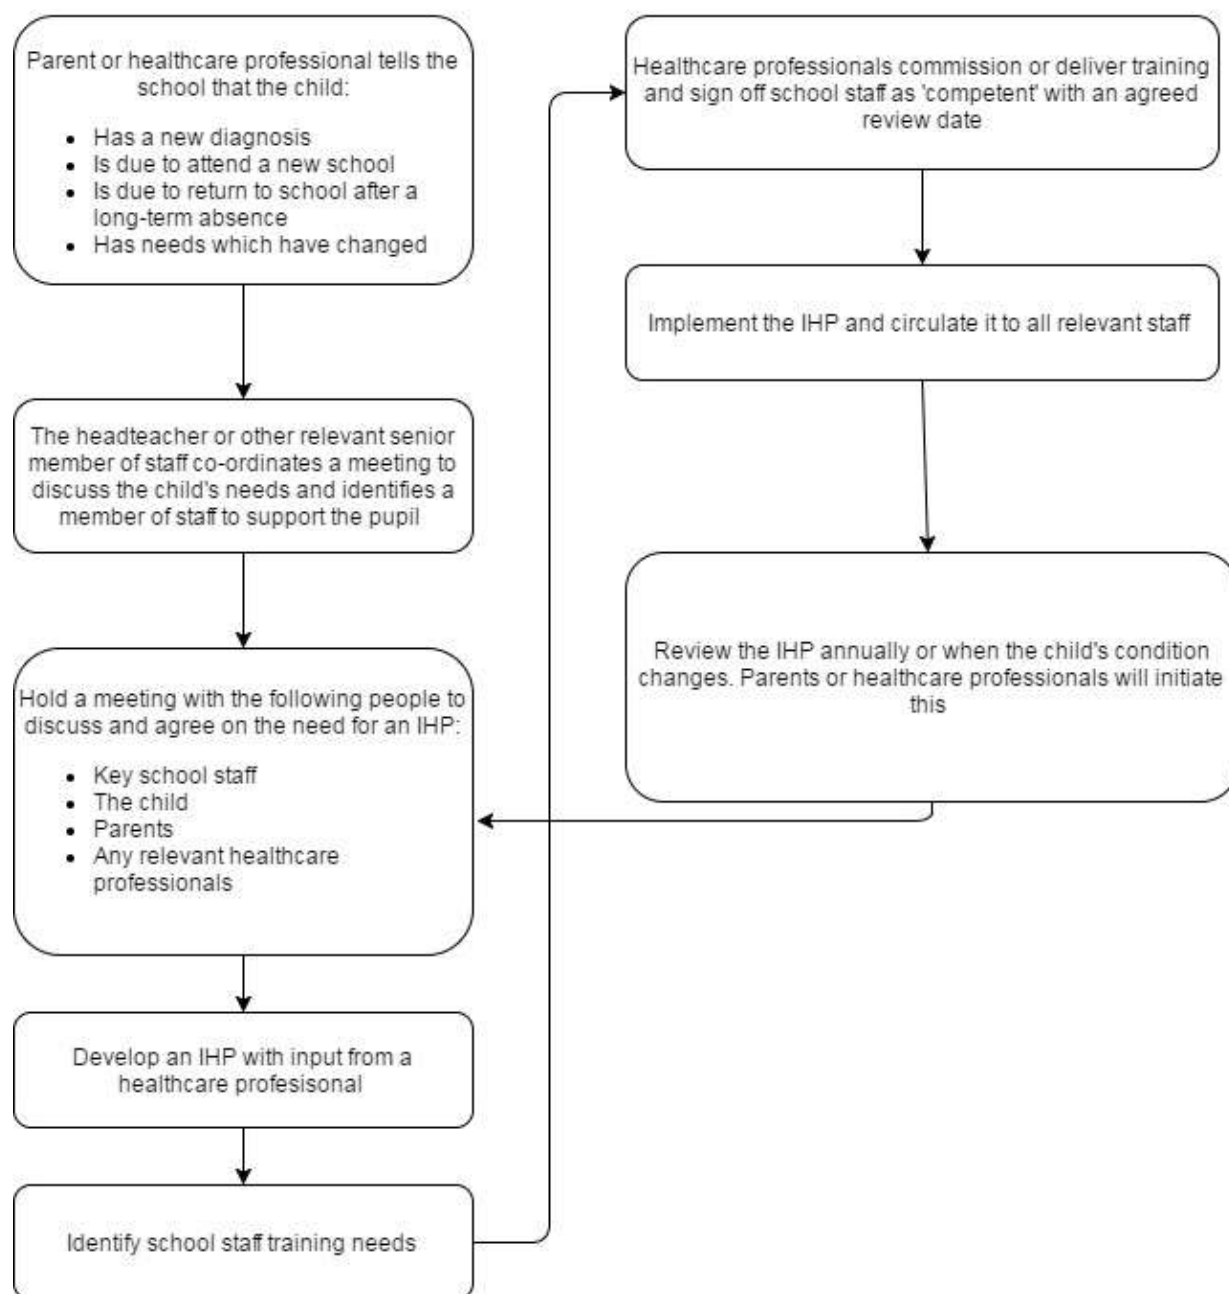 Parent or healthcare professional tells the
school that the child:
• Has a new diagnosis
• Is due to attend a new school
• Is due to return to school after a
long-term absence
• Has needs which have changed
The headteacher or other relevant senior
member of staff co-ordinates a meeting to
discuss the child's needs and identifies a
member of staff to support the pupil
Hold a meeting with the following people to
discuss and agree on the need for an IHP:
• Key school staff
• The child
• Parents
• Any relevant healthcare
professionals
Develop an IHP with input from a
healthcare profesisonal
Identify school staff training needs
Healthcare professionals commission or deliver training
and sign off school staff as 'competent' with an agreed
review date
Implement the IHP and circulate it to all relevant staff
Review the IHP annually or when the child's condition
changes. Parents or healthcare professionals will initiate
this